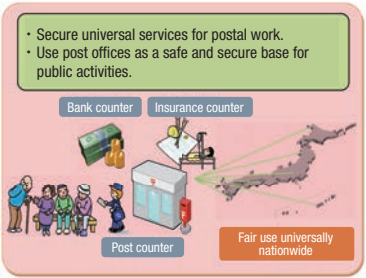 ・Secure universal services for postal work.
・Use post offices as a safe and secure base for
public activities.
Bank counter
Insurance counter
Post counter
Fair use universally
nationwide